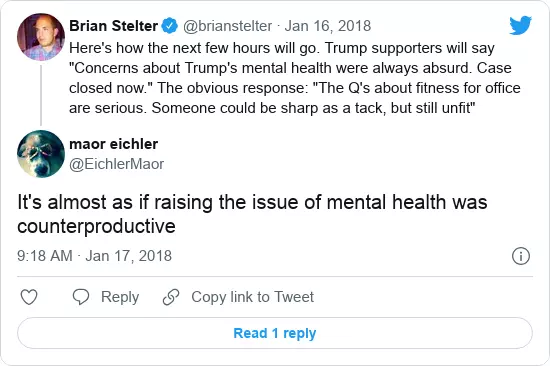 Brian Stelter @brianstelter · Jan 16, 2018
Here's how the next few hours will go. Trump supporters will say
"Concerns about Trump's mental health were always absurd. Case
closed now." The obvious response: "The Q's about fitness for office
are serious. Someone could be sharp as a tack, but still unfit"
maor eichler
@EichlerMaor
It's almost as if raising the issue of mental health was
counterproductive
9:18 AM · Jan 17, 2018
Reply Copy link to Tweet
Read 1 reply